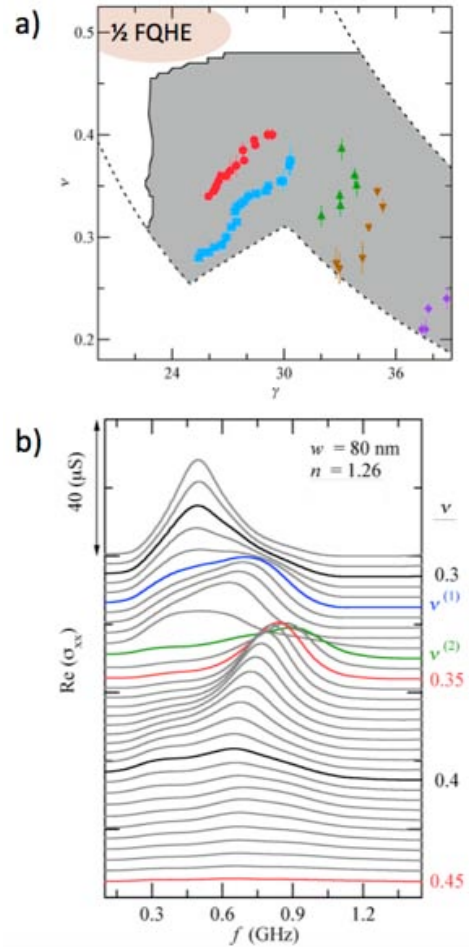 a)
½ FQHE
0.5
0.4
ν
0.3
0.2
24
30
36
γ
b)
40 (μS)
w = 80 nm
n = 1.26
ν
0.3
ν(1)
ν(2)
Re (σxx)
0.35
0.4
0.45
0.3
0.6
0.9
1.2
f (GHz)